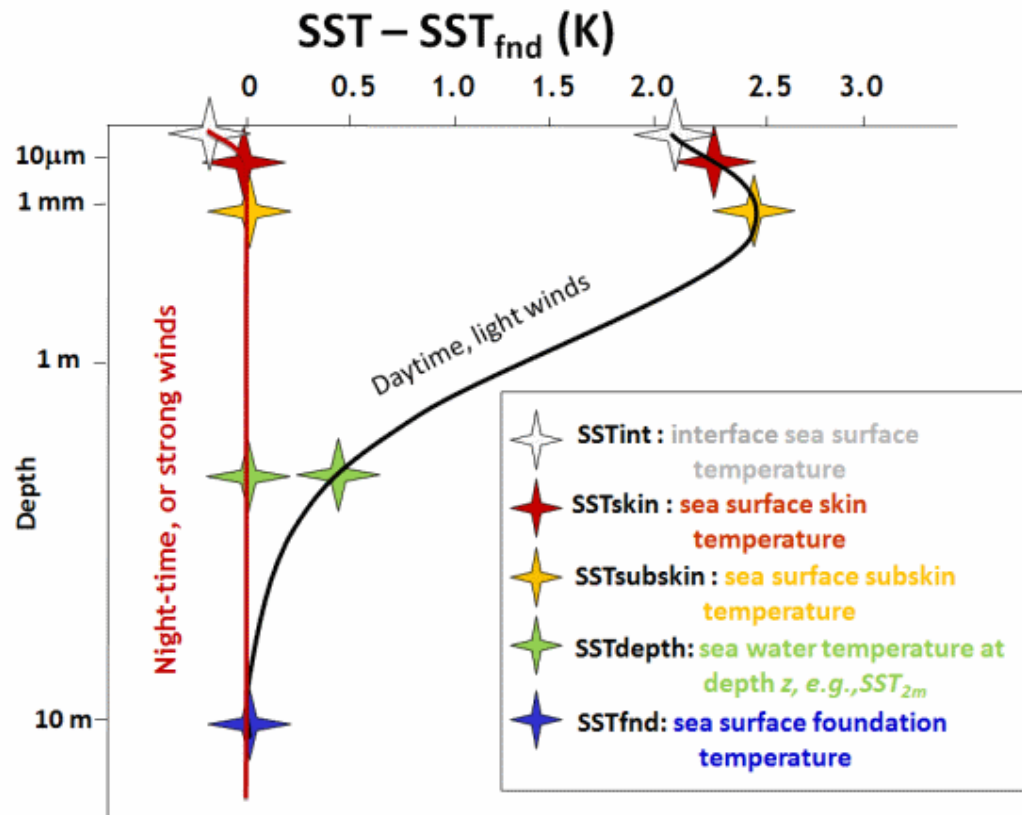 SST – SSTfnd (K)
0 0.5 1.0 1.5 2.0 2.5 3.0
10μm
1 mm
1 m
10 m
Depth
Night-time, or strong winds
Daytime, light winds
SSTint : interface sea surface
temperature
SSTskin : sea surface skin
temperature
SSTsubskin : sea surface subskin
temperature
SSTdepth: sea water temperature at
depth z, e.g.,SST2m
SSTfnd: sea surface foundation
temperature